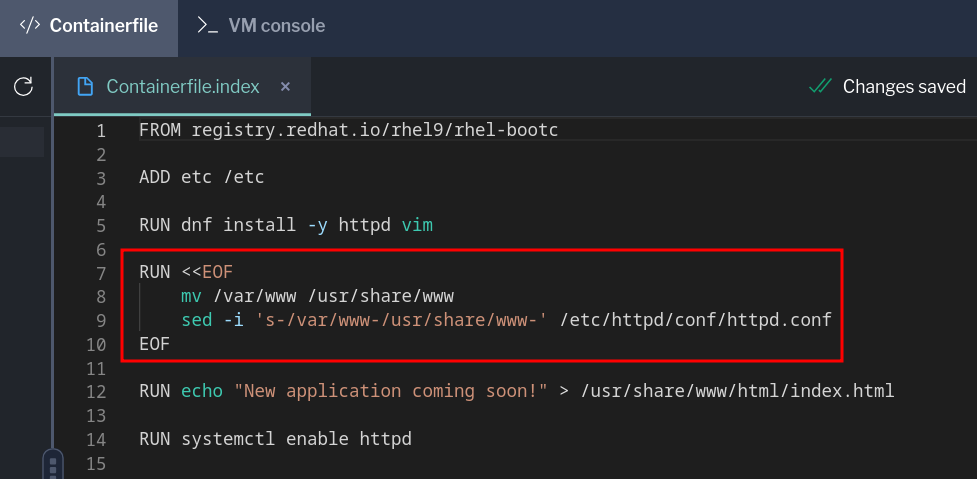 </> Containerfile >_ VM console
Containerfile.index × Changes saved
1 FROM registry.redhat.io/rhel9/rhel-bootc
2
3 ADD etc /etc
4
5 RUN dnf install -y httpd vim
6
7 RUN <<EOF
8     mv /var/www /usr/share/www
9     sed -i 's-/var/www-/usr/share/www-' /etc/httpd/conf/httpd.conf
10 EOF
11
12 RUN echo "New application coming soon!" > /usr/share/www/html/index.html
13
14 RUN systemctl enable httpd
15